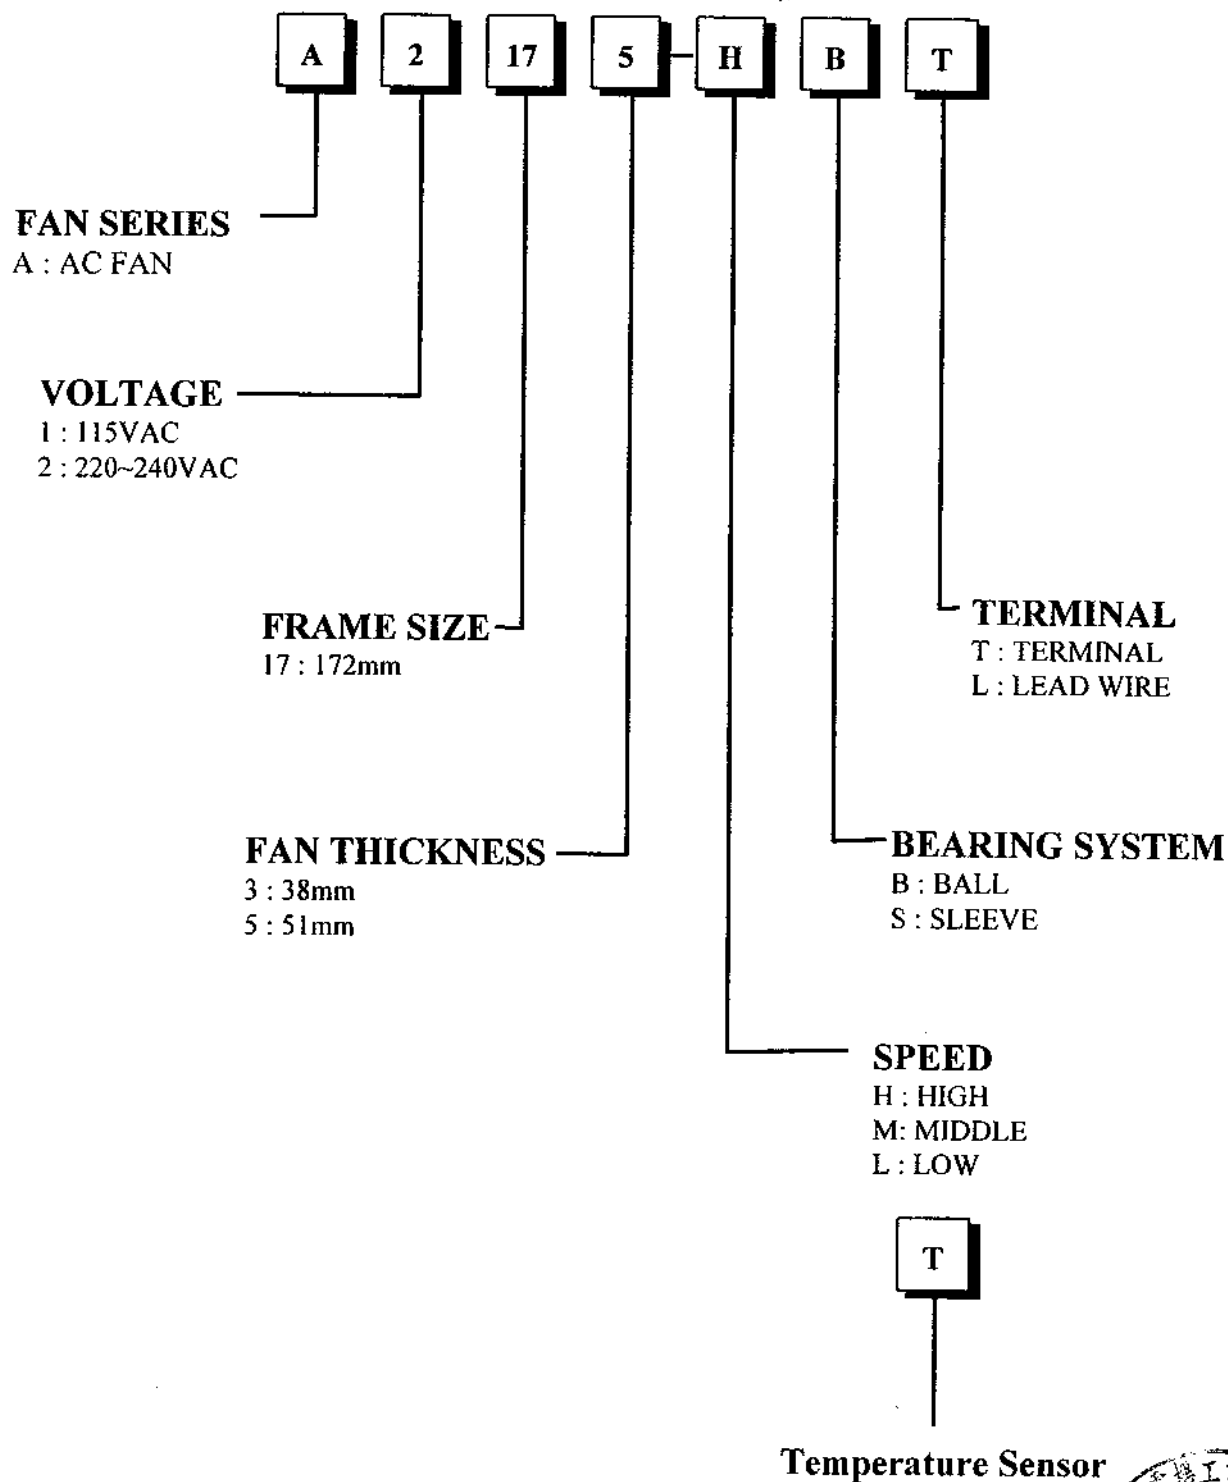 A 2 17 5 - H B T
FAN SERIES
A : AC FAN
VOLTAGE
1 : 115VAC
2 : 220~240VAC
FRAME SIZE
17 : 172mm
TERMINAL
T : TERMINAL
L : LEAD WIRE
FAN THICKNESS
3 : 38mm
5 : 51mm
BEARING SYSTEM
B : BALL
S : SLEEVE
SPEED
H : HIGH
M: MIDDLE
L : LOW
T
Temperature Sensor